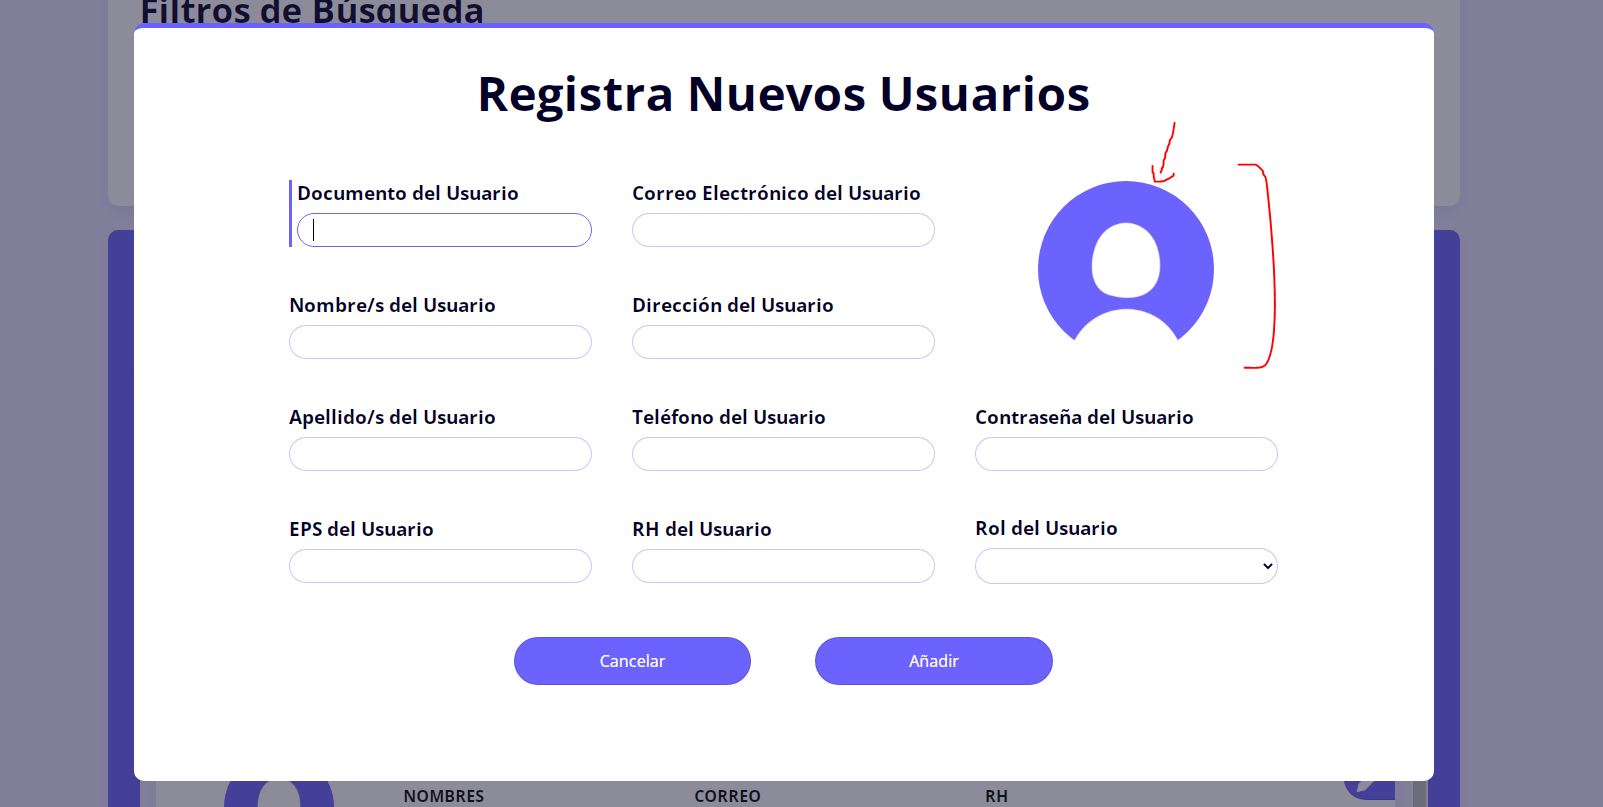 Filtros de Búsqueda
Registra Nuevos Usuarios
Documento del Usuario
Correo Electrónico del Usuario
Nombre/s del Usuario
Dirección del Usuario
Apellido/s del Usuario
Teléfono del Usuario
Contraseña del Usuario
EPS del Usuario
RH del Usuario
Rol del Usuario
Cancelar
Añadir
NOMBRES
CORREO
RH